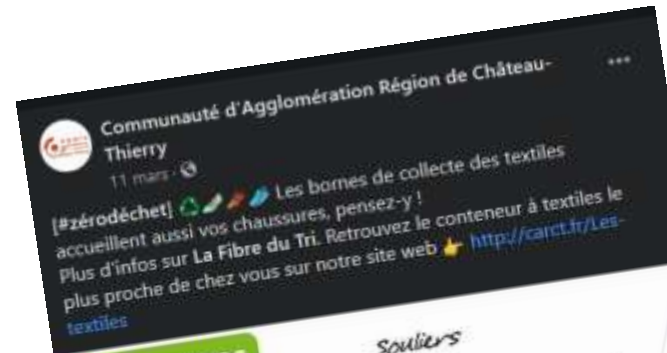 Communauté d'Agglomération Région de Château-
Thierry
11 mars
[#zérodéchet] Les bornes de collecte des textiles
accueillent aussi vos chaussures, pensez-y !
Plus d'infos sur La Fibre du Tri. Retrouvez le conteneur à textiles le
plus proche de chez vous sur notre site web 👉 http://carct.fr/Les-
textiles
Souliers